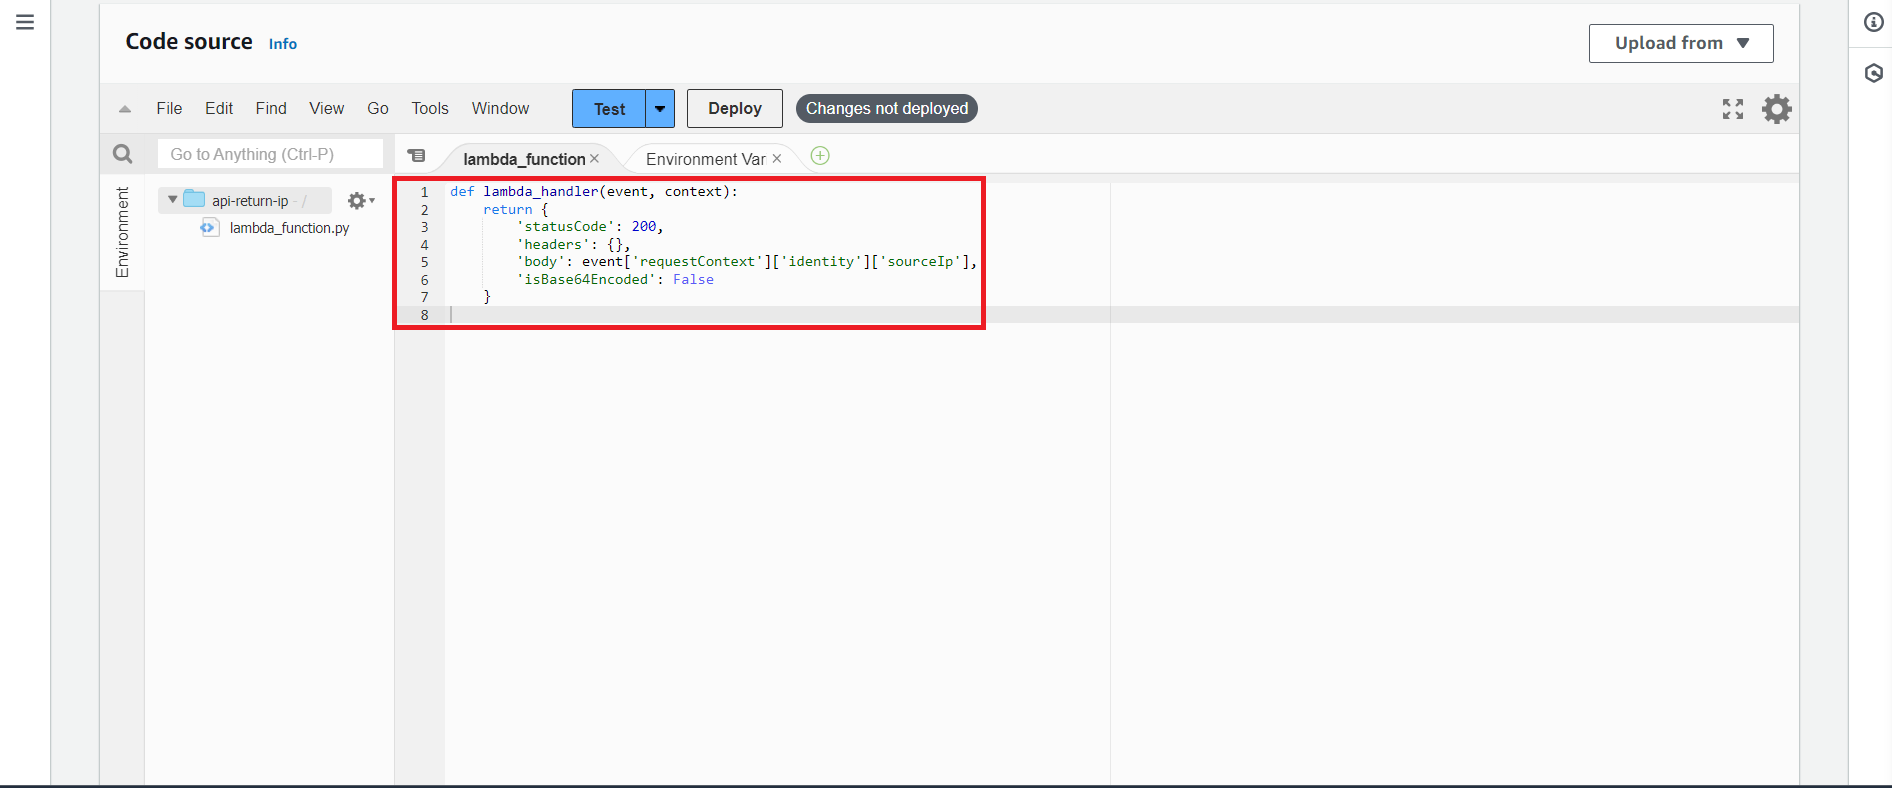 Code source Info
Upload from
File Edit Find View Go Tools Window Test Deploy Changes not deployed
Go to Anything (Ctrl-P)
lambda_function
Environment Var
Environment
api-return-ip - /
lambda_function.py
1 def lambda_handler(event, context):
2 return {
3 'statusCode': 200,
4 'headers': {},
5 'body': event['requestContext']['identity']['sourceIp'],
6 'isBase64Encoded': False
7 }
8